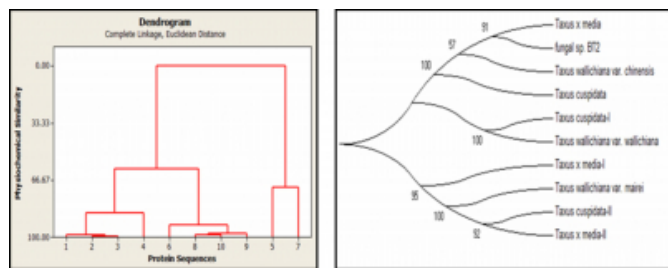 Dendrogram
Complete Linkage, Euclidean Distance
Physiochemical Similarity
0.00
33.33
66.67
100.00
1 2 3 4 6 8 10 9 5 7
Protein Sequences
Taxus x media
fungal sp. BT2
Taxus wallichiana var. chinensis
Taxus cuspidata
Taxus cuspidata-I
Taxus wallichiana var. wallichiana
Taxus x media-I
Taxus wallichiana var. mairei
Taxus cuspidata-II
Taxus x media-II
91
57
100
100
95
100
92